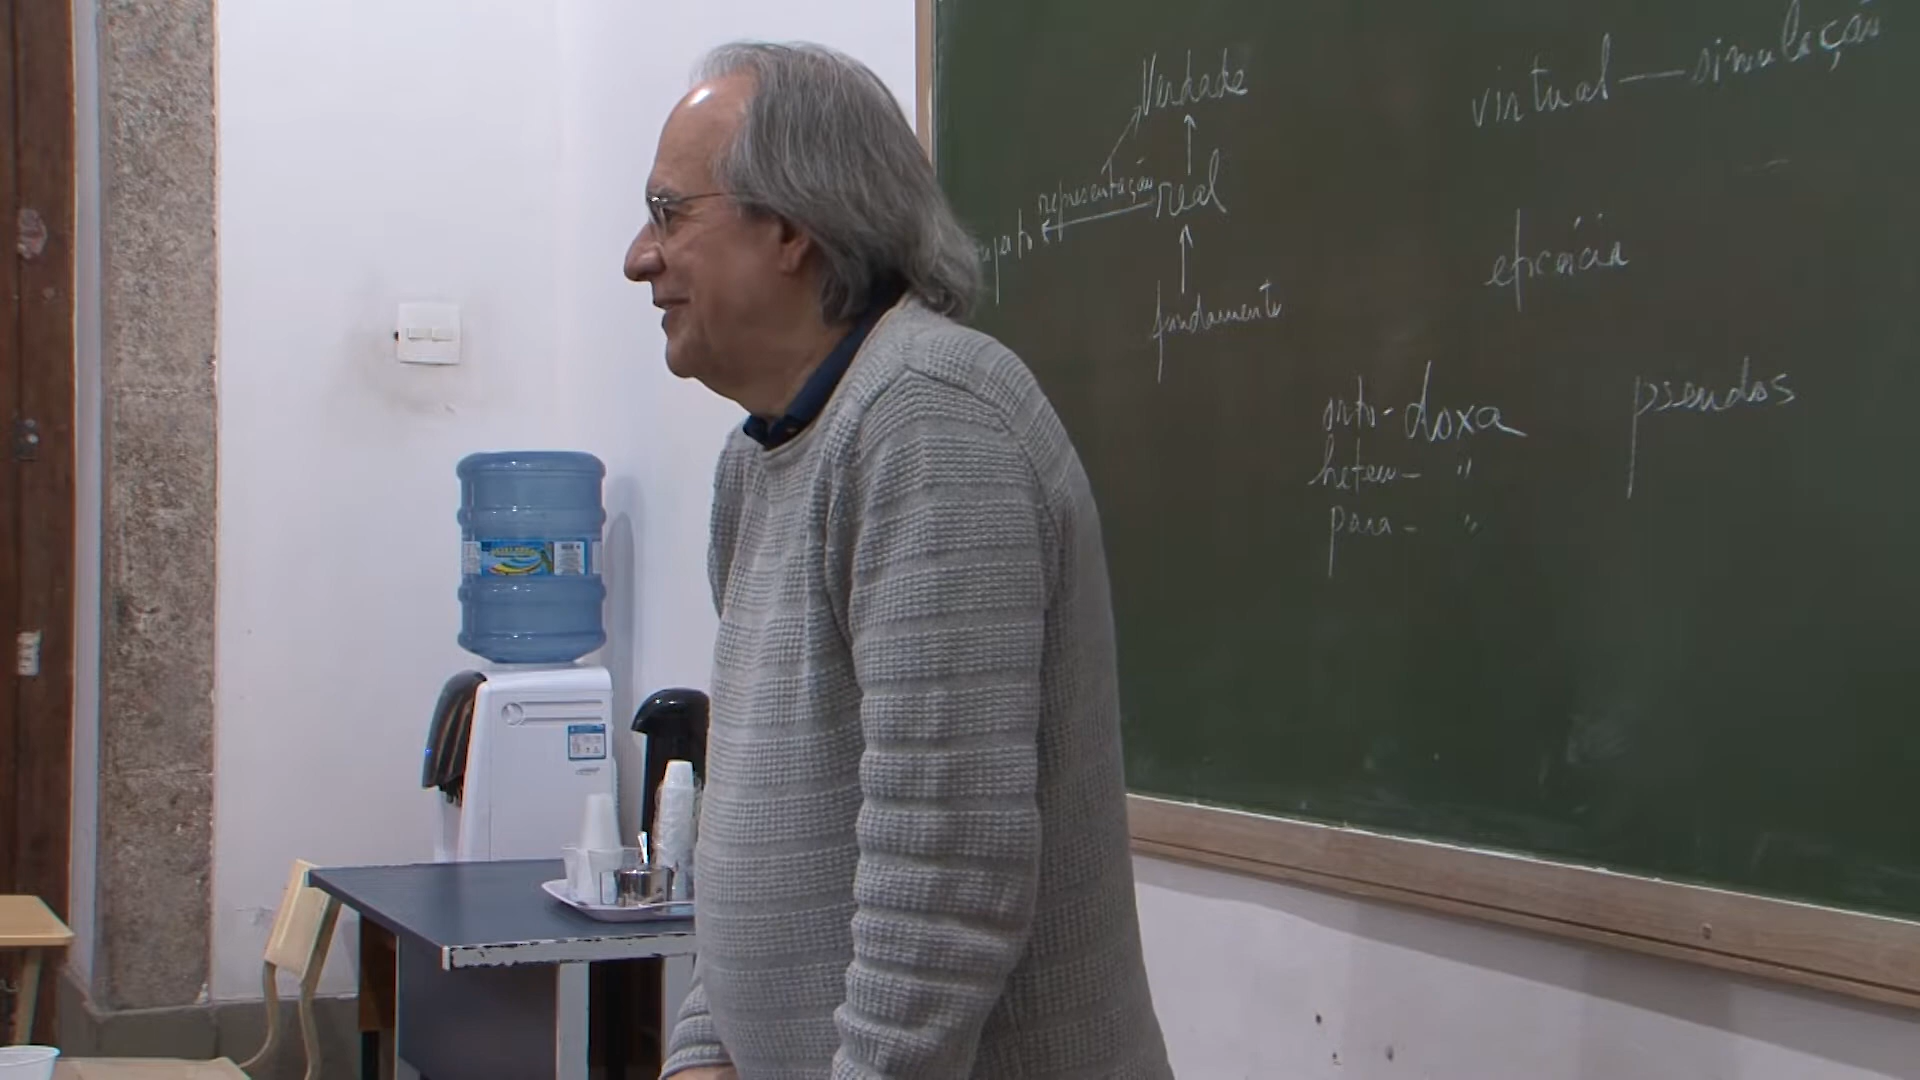 Verdade
virtual — simulação
representação real
eficácia
fundamento
orto-doxa
hetero- "
para- "
pseudos